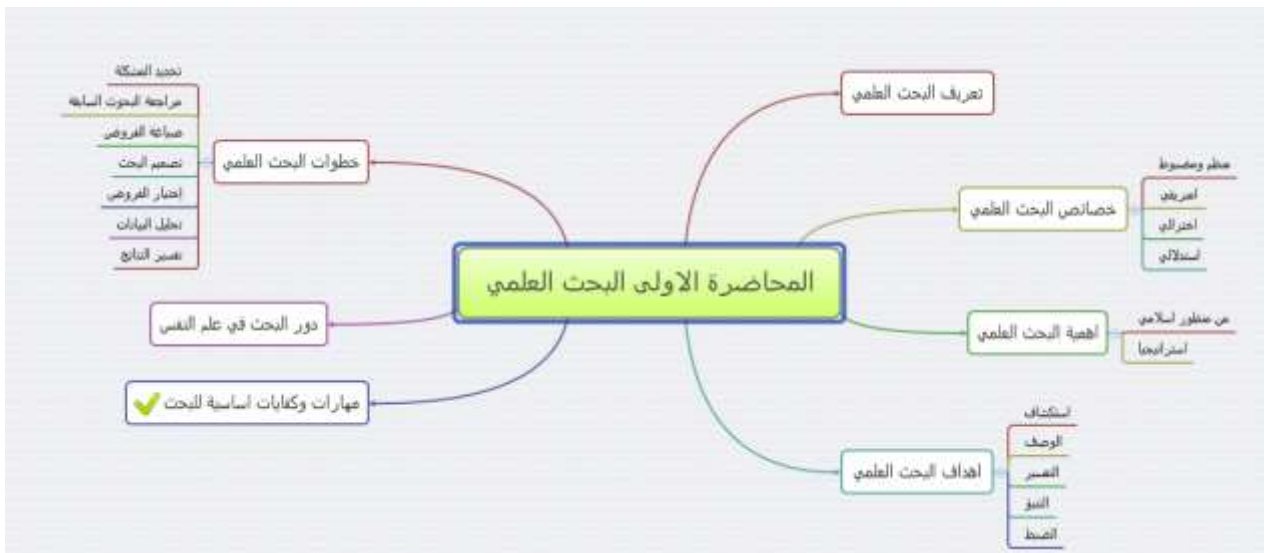 المحاضرة الاولى البحث العلمي
تعريف البحث العلمي
خصائص البحث العلمي
منظم ومضبوط
امبريقي
اختزالي
استدلالي
اهمية البحث العلمي
من منظور اسلامي
استراتيجيا
اهداف البحث العلمي
استكشاف
الوصف
التفسير
التنبؤ
الضبط
خطوات البحث العلمي
تحديد المشكلة
مراجعة البحوث السابقة
صياغة الفروض
تصميم البحث
اختبار الفروض
تحليل البيانات
تفسير النتائج
دور البحث في علم النفس
مهارات وكفايات اساسية للبحث